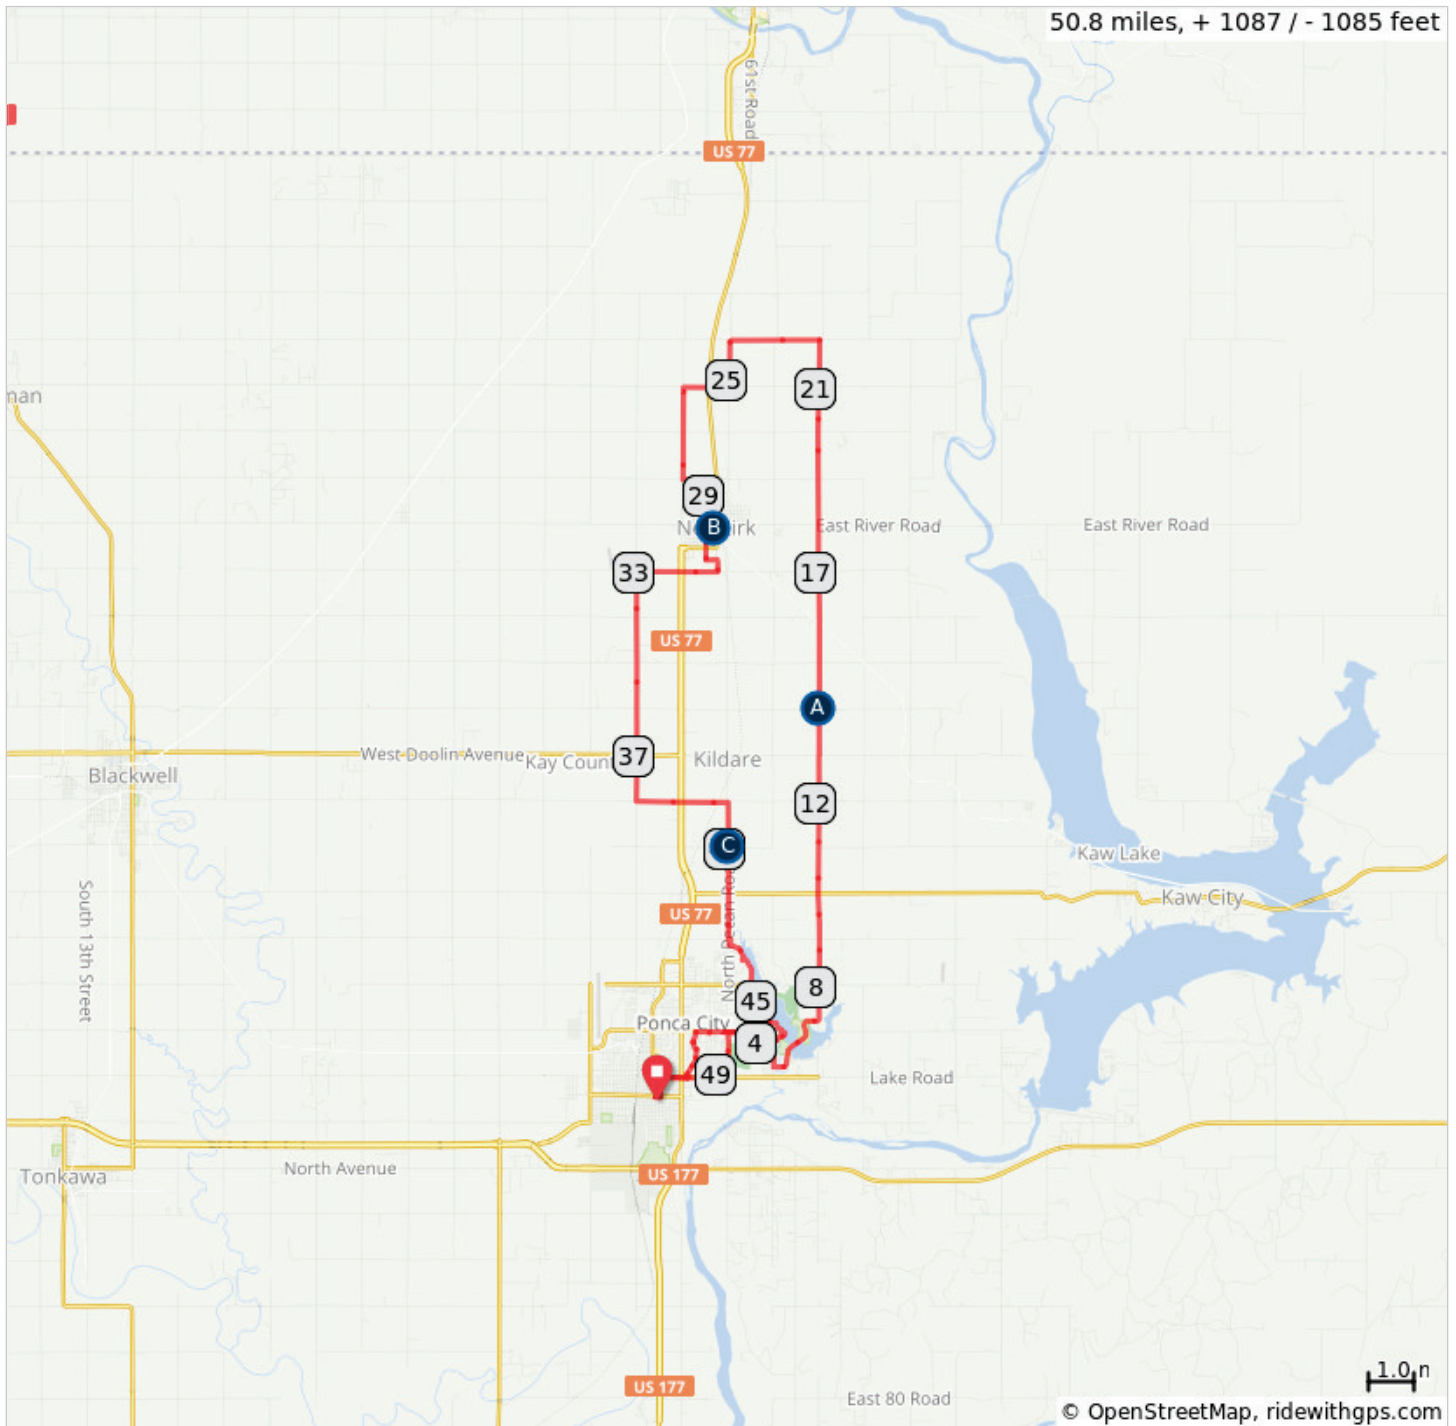 50.8 miles, + 1087 / - 1085 feet
61st Road
US 77
25
21
29
B
East River Road
East River Road
33
17
US 77
A
West Doolin Avenue
37
Kildare
Blackwell
12
C
Kaw Lake
Kaw City
US 77
South 13th Street
8
45
Ponca City
4
49
Lake Road
North Avenue
US 177
Tonkawa
US 177
East 80 Road
1.0
© OpenStreetMap, ridewithgps.com